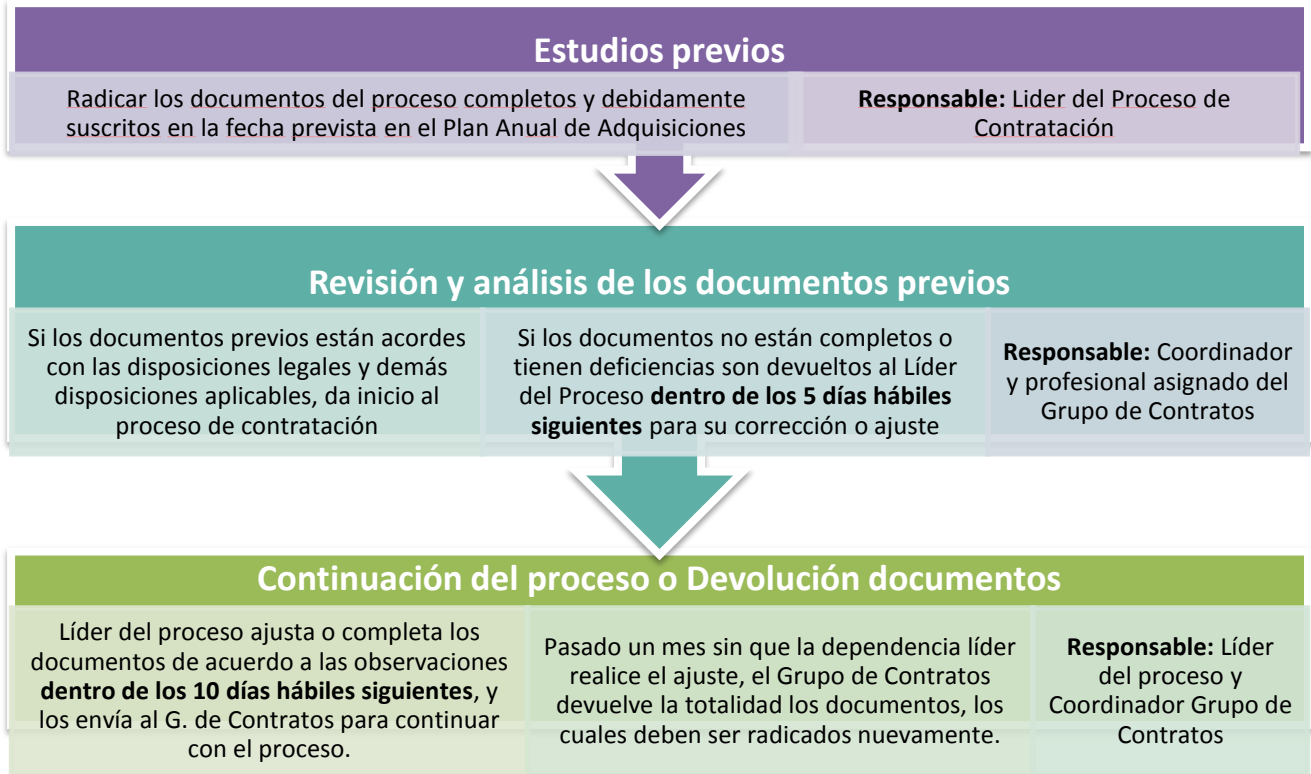 Estudios previos
Radicar los documentos del proceso completos y debidamente
suscritos en la fecha prevista en el Plan Anual de Adquisiciones
Responsable: Lider del Proceso de
Contratación
Revisión y análisis de los documentos previos
Si los documentos previos están acordes
con las disposiciones legales y demás
disposiciones aplicables, da inicio al
proceso de contratación
Si los documentos no están completos o
tienen deficiencias son devueltos al Líder
del Proceso dentro de los 5 días hábiles
siguientes para su corrección o ajuste
Responsable: Coordinador
y profesional asignado del
Grupo de Contratos
Continuación del proceso o Devolución documentos
Líder del proceso ajusta o completa los
documentos de acuerdo a las observaciones
dentro de los 10 días hábiles siguientes, y
los envía al G. de Contratos para continuar
con el proceso.
Pasado un mes sin que la dependencia líder
realice el ajuste, el Grupo de Contratos
devuelve la totalidad los documentos, los
cuales deben ser radicados nuevamente.
Responsable: Líder
del proceso y
Coordinador Grupo de
Contratos